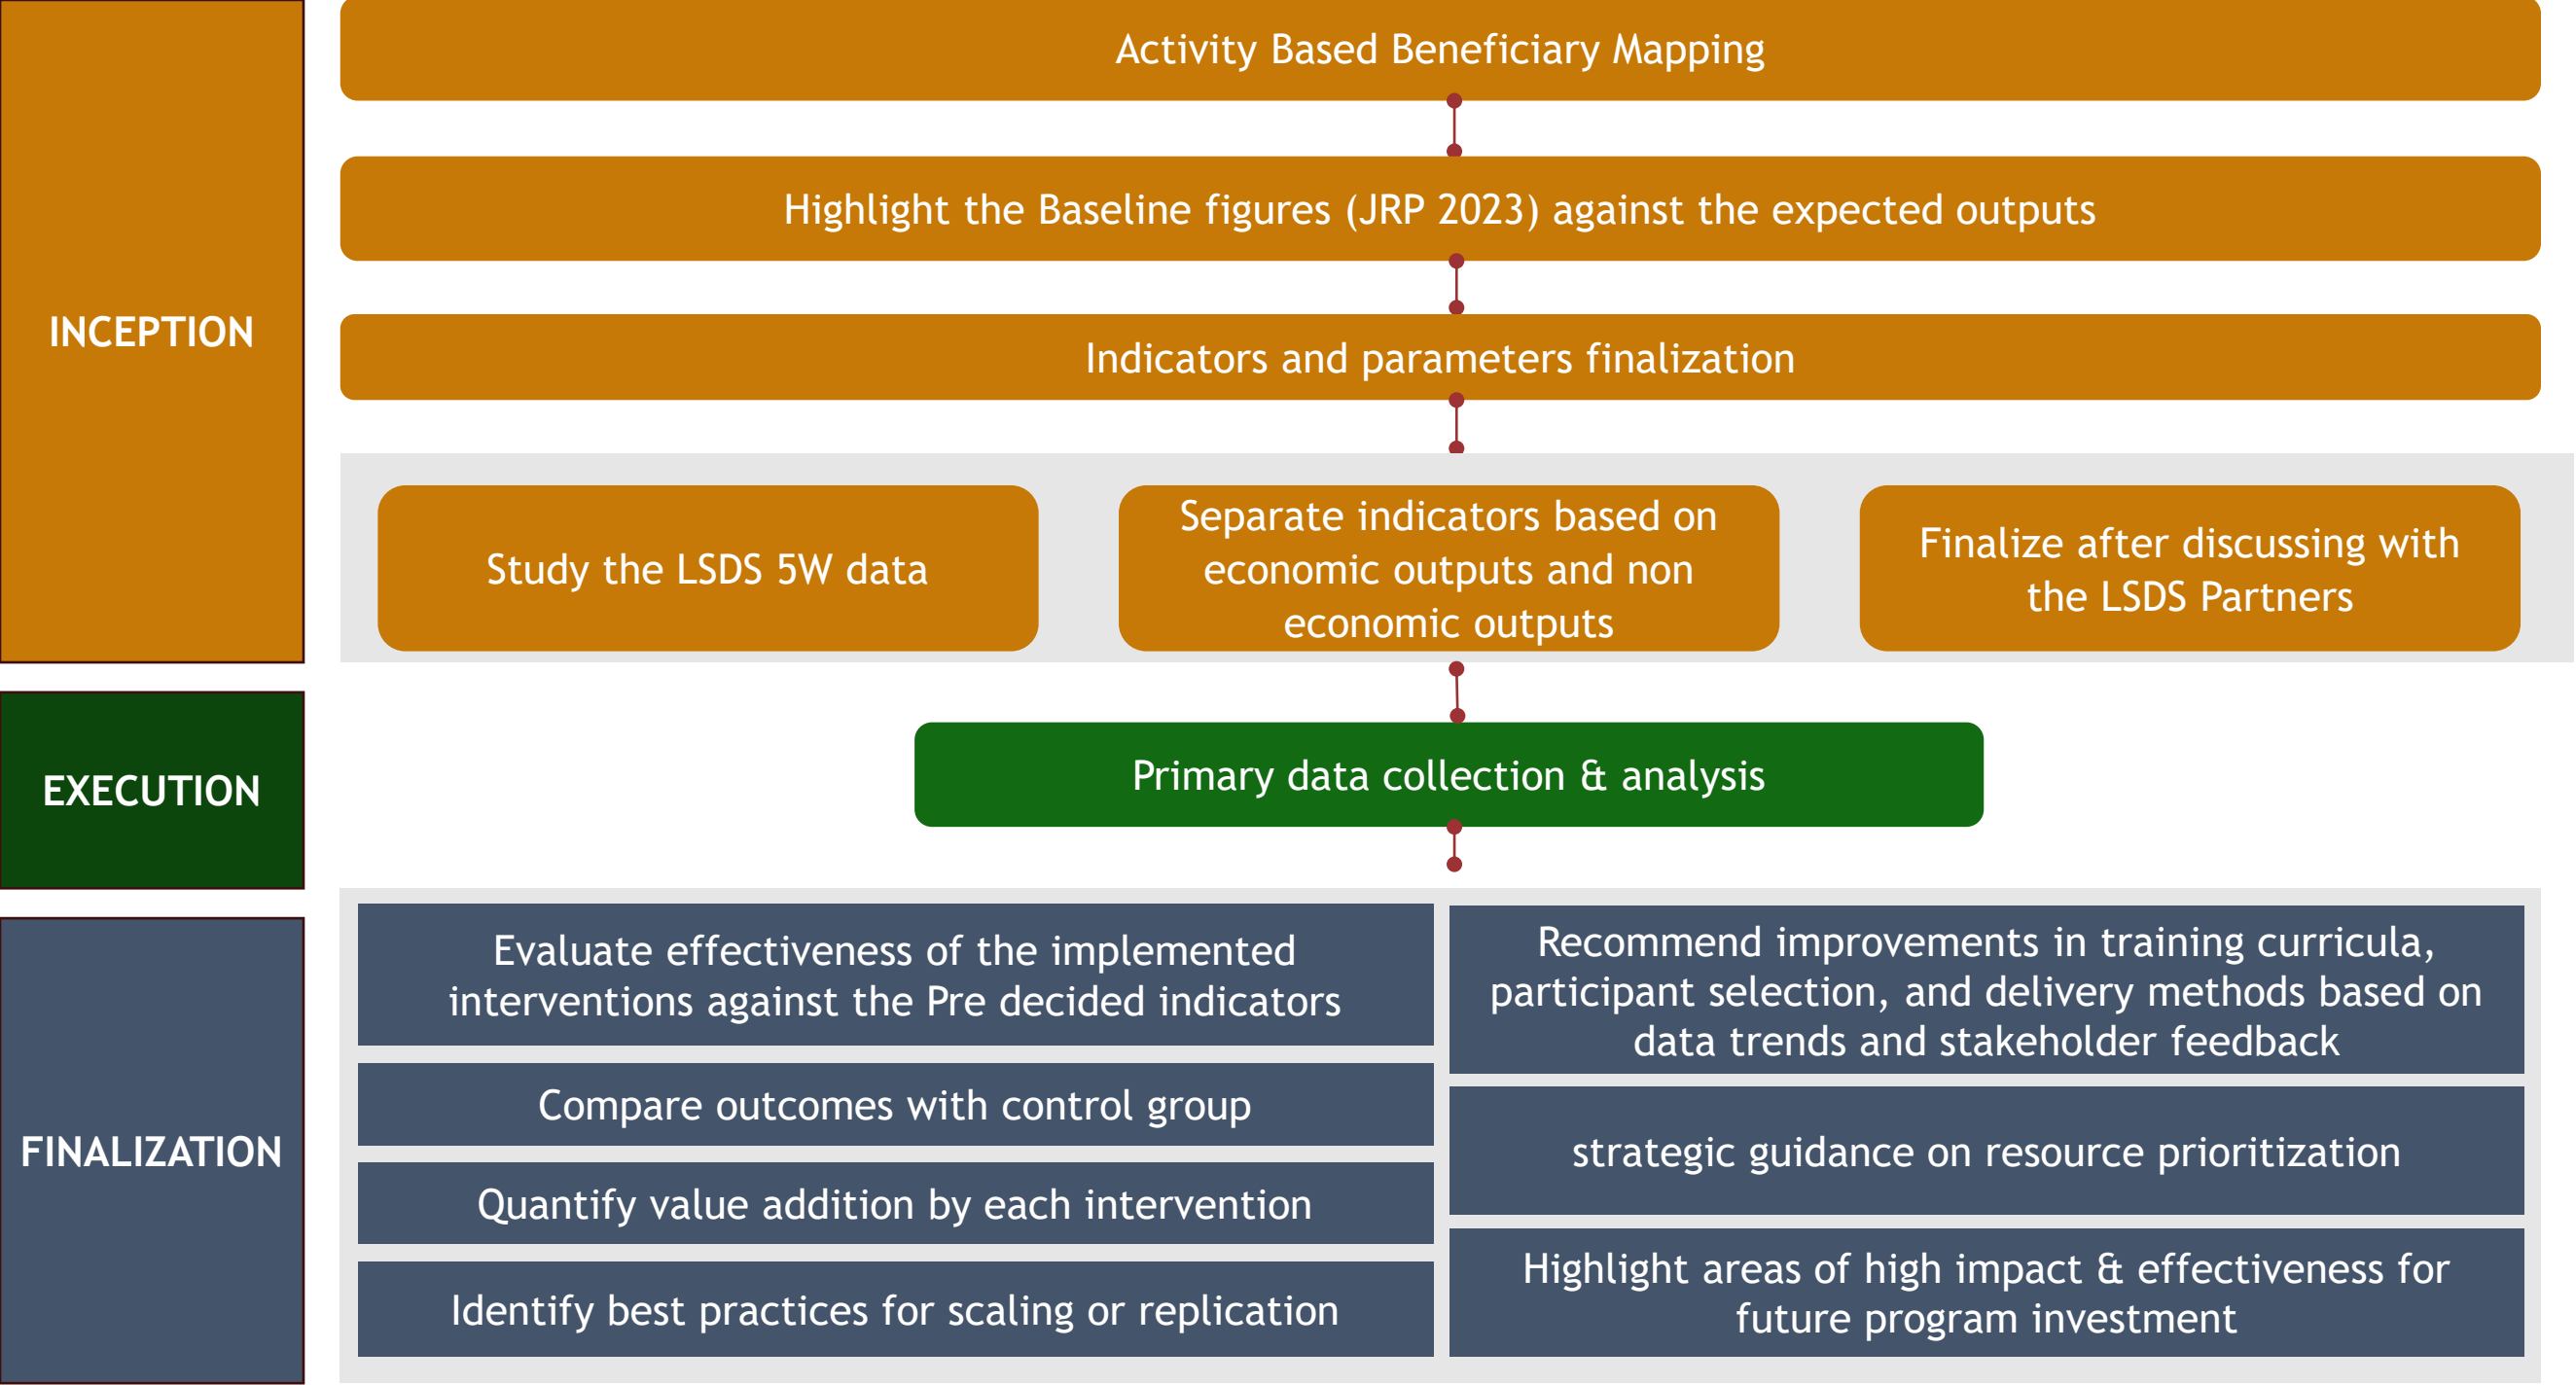 INCEPTION
Activity Based Beneficiary Mapping
Highlight the Baseline figures (JRP 2023) against the expected outputs
Indicators and parameters finalization
Study the LSDS 5W data
Separate indicators based on
economic outputs and non
economic outputs
Finalize after discussing with
the LSDS Partners
EXECUTION
Primary data collection & analysis
FINALIZATION
Evaluate effectiveness of the implemented
interventions against the Pre decided indicators
Compare outcomes with control group
Quantify value addition by each intervention
Identify best practices for scaling or replication
Recommend improvements in training curricula,
participant selection, and delivery methods based on
data trends and stakeholder feedback
strategic guidance on resource prioritization
Highlight areas of high impact & effectiveness for
future program investment